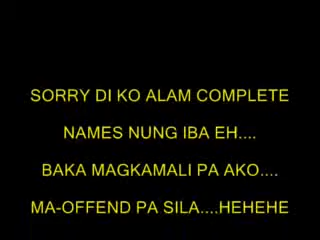 SORRY DI KO ALAM COMPLETE
NAMES NUNG IBA EH....
BAKA MAGKAMALI PA AKO....
MA-OFFEND PA SILA....HEHEHE